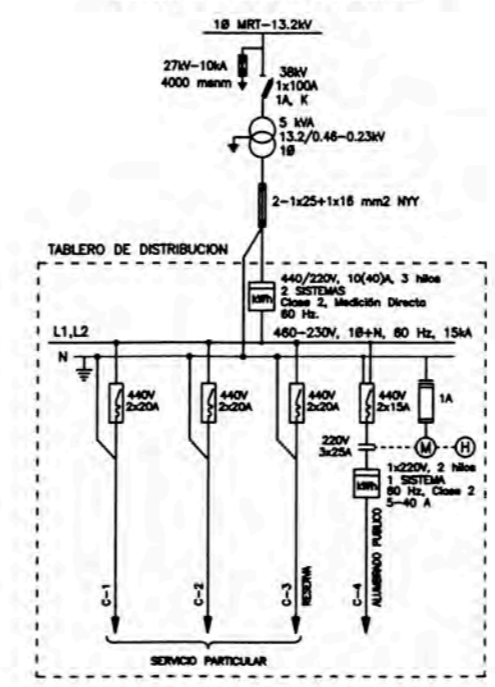 1Ø MRT-13.2kV
27kV-10kA
4000 msnm
38kV
1x100A
1A, K
5 kVA
13.2/0.46-0.23kV
1Ø
2-1x25+1x16 mm2 NYY
TABLERO DE DISTRIBUCION
440/220V, 10(40)A, 3 hilos
2 SISTEMAS
Clase 2, Medición Directa
60 Hz.
kWh
L1,L2
460-230V, 1Ø+N, 60 Hz, 15kA
N
440V
2x20A
440V
2x20A
440V
2x20A
440V
2x15A
1A
220V
3x25A
M
H
kWh
1x220V, 2 hilos
1 SISTEMA
60 Hz, Clase 2
5-40 A
C-1
C-2
C-3
RESERVA
C-4
ALUMBRADO PUBLICO
SERVICIO PARTICULAR